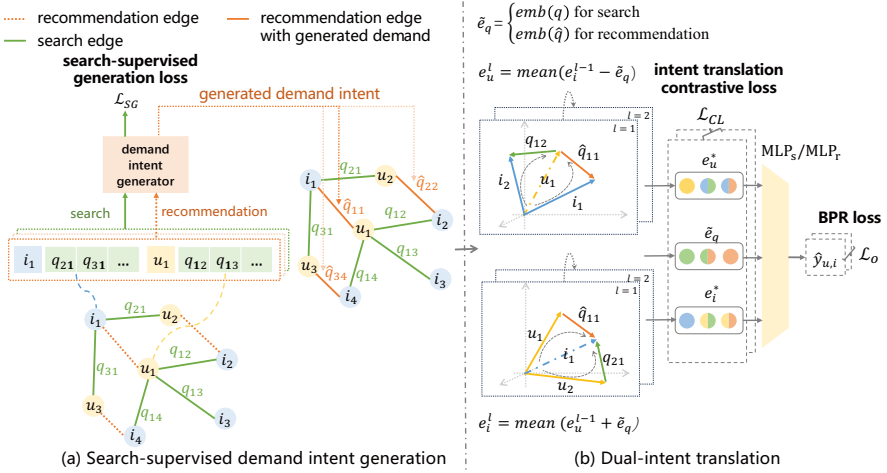 recommendation edge
search edge
recommendation edge
with generated demand
search-supervised
generation loss
ℒ_SG
generated demand intent
demand
intent
generator
search
recommendation
i_1 q_21 q_31 ... u_1 q_12 q_13 ...
i_1 q_21 u_2 q̂_22
q̂_11 q_12 i_2
q_31 u_1 q_13
u_3 q̂_34 q_14 i_3
i_4
i_1 q_21 u_2
q_12 i_2
q_31 u_1 q_13
u_3 q_14 i_3
i_4
(a) Search-supervised demand intent generation
ẽ_q = { emb(q) for search
emb(q̂) for recommendation
e_u^l = mean(e_i^{l-1} − ẽ_q)
l = 2
l = 1
q_12 q̂_11
i_2 u_1 i_1
l = 2
l = 1
u_1 q̂_11
i_1 q_21
u_2
e_i^l = mean (e_u^{l-1} + ẽ_q)
intent translation
contrastive loss
ℒ_CL
e_u^*
ẽ_q
e_i^*
MLP_s/MLP_r
BPR loss
ŷ_{u,i} ℒ_o
(b) Dual-intent translation